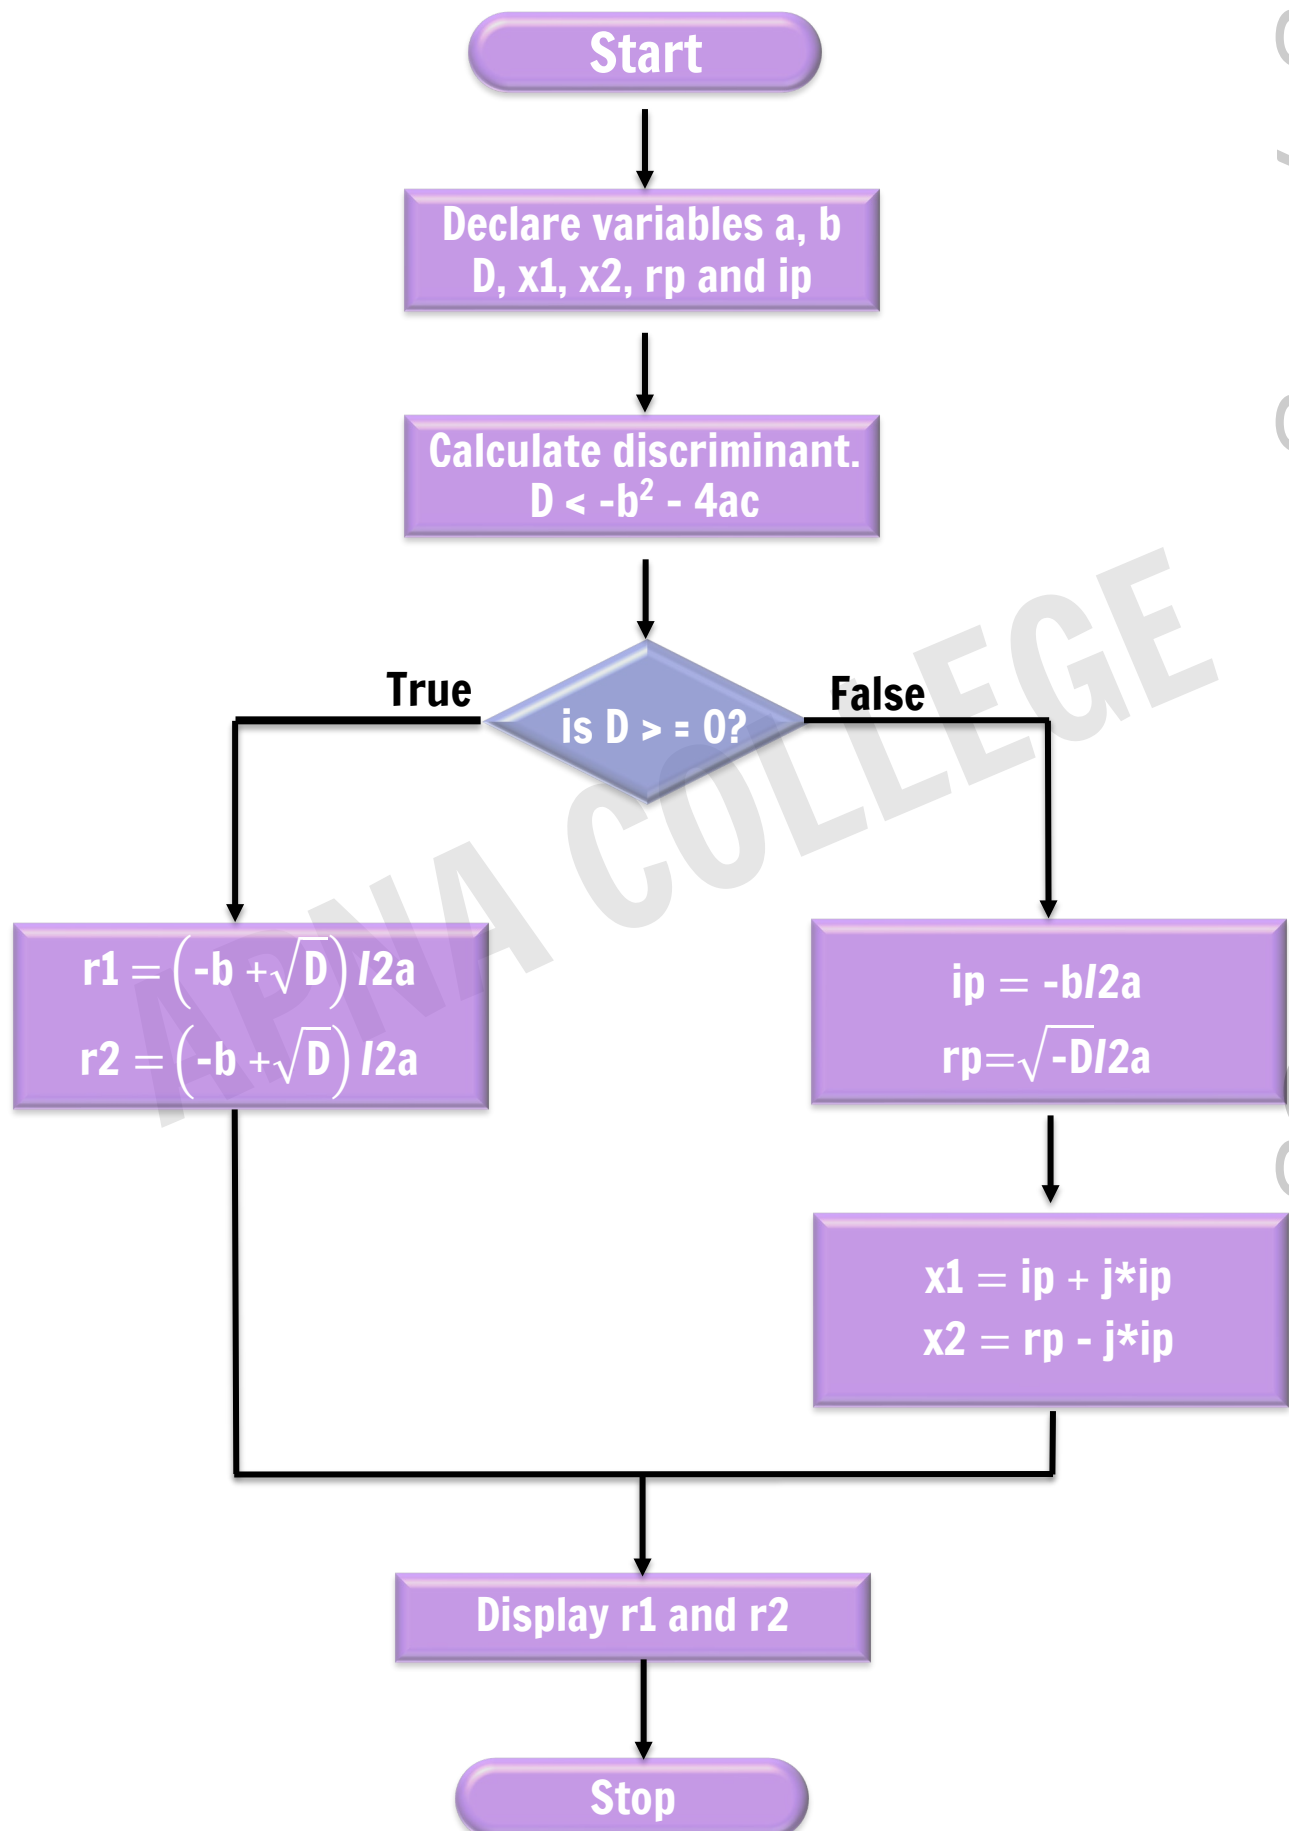 Start
Declare variables a, b
D, x1, x2, rp and ip
Calculate discriminant.
D < -b² - 4ac
True
False
is D > = 0?
r1 = (-b +√D) /2a
r2 = (-b +√D) /2a
ip = -b/2a
rp=√-D/2a
x1 = ip + j*ip
x2 = rp - j*ip
Display r1 and r2
Stop
APNA COLLEGE